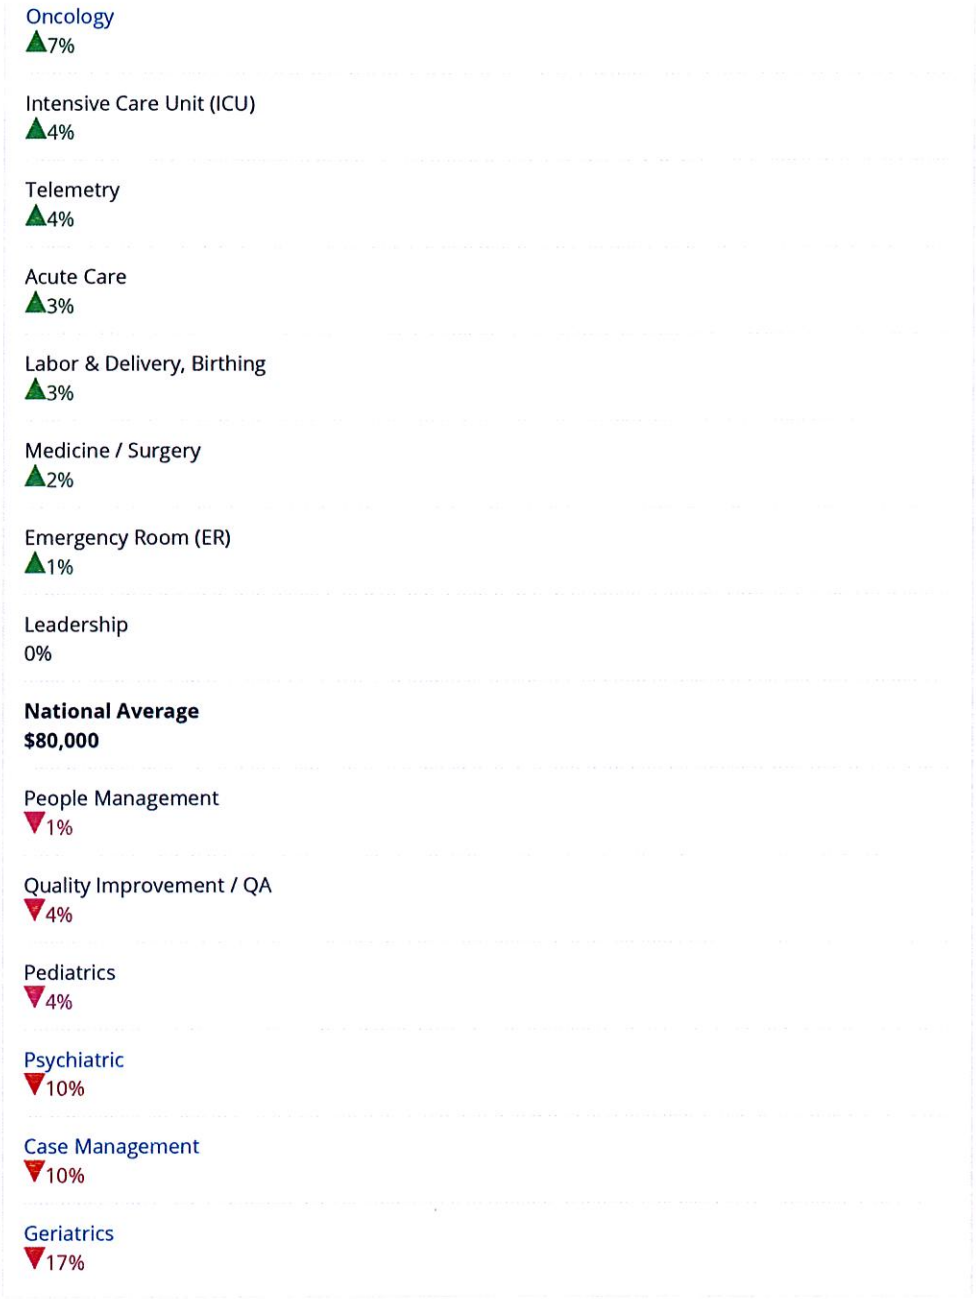 Oncology
▲7%
Intensive Care Unit (ICU)
▲4%
Telemetry
▲4%
Acute Care
▲3%
Labor & Delivery, Birthing
▲3%
Medicine / Surgery
▲2%
Emergency Room (ER)
▲1%
Leadership
0%
National Average
$80,000
People Management
▼1%
Quality Improvement / QA
▼4%
Pediatrics
▼4%
Psychiatric
▼10%
Case Management
▼10%
Geriatrics
▼17%